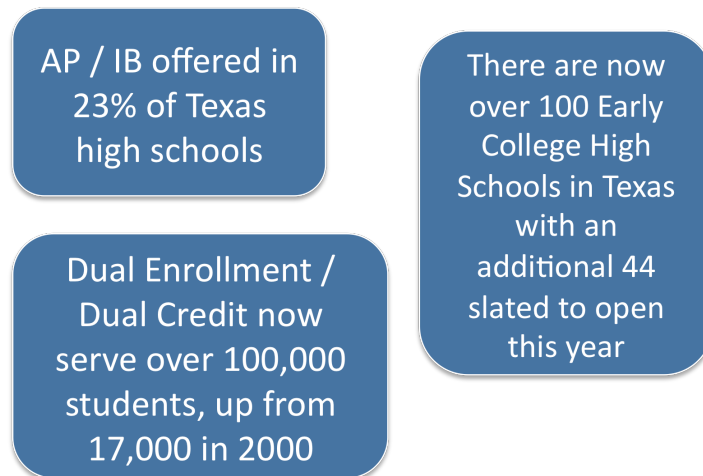 AP / IB offered in
23% of Texas
high schools
Dual Enrollment /
Dual Credit now
serve over 100,000
students, up from
17,000 in 2000
There are now
over 100 Early
College High
Schools in Texas
with an
additional 44
slated to open
this year